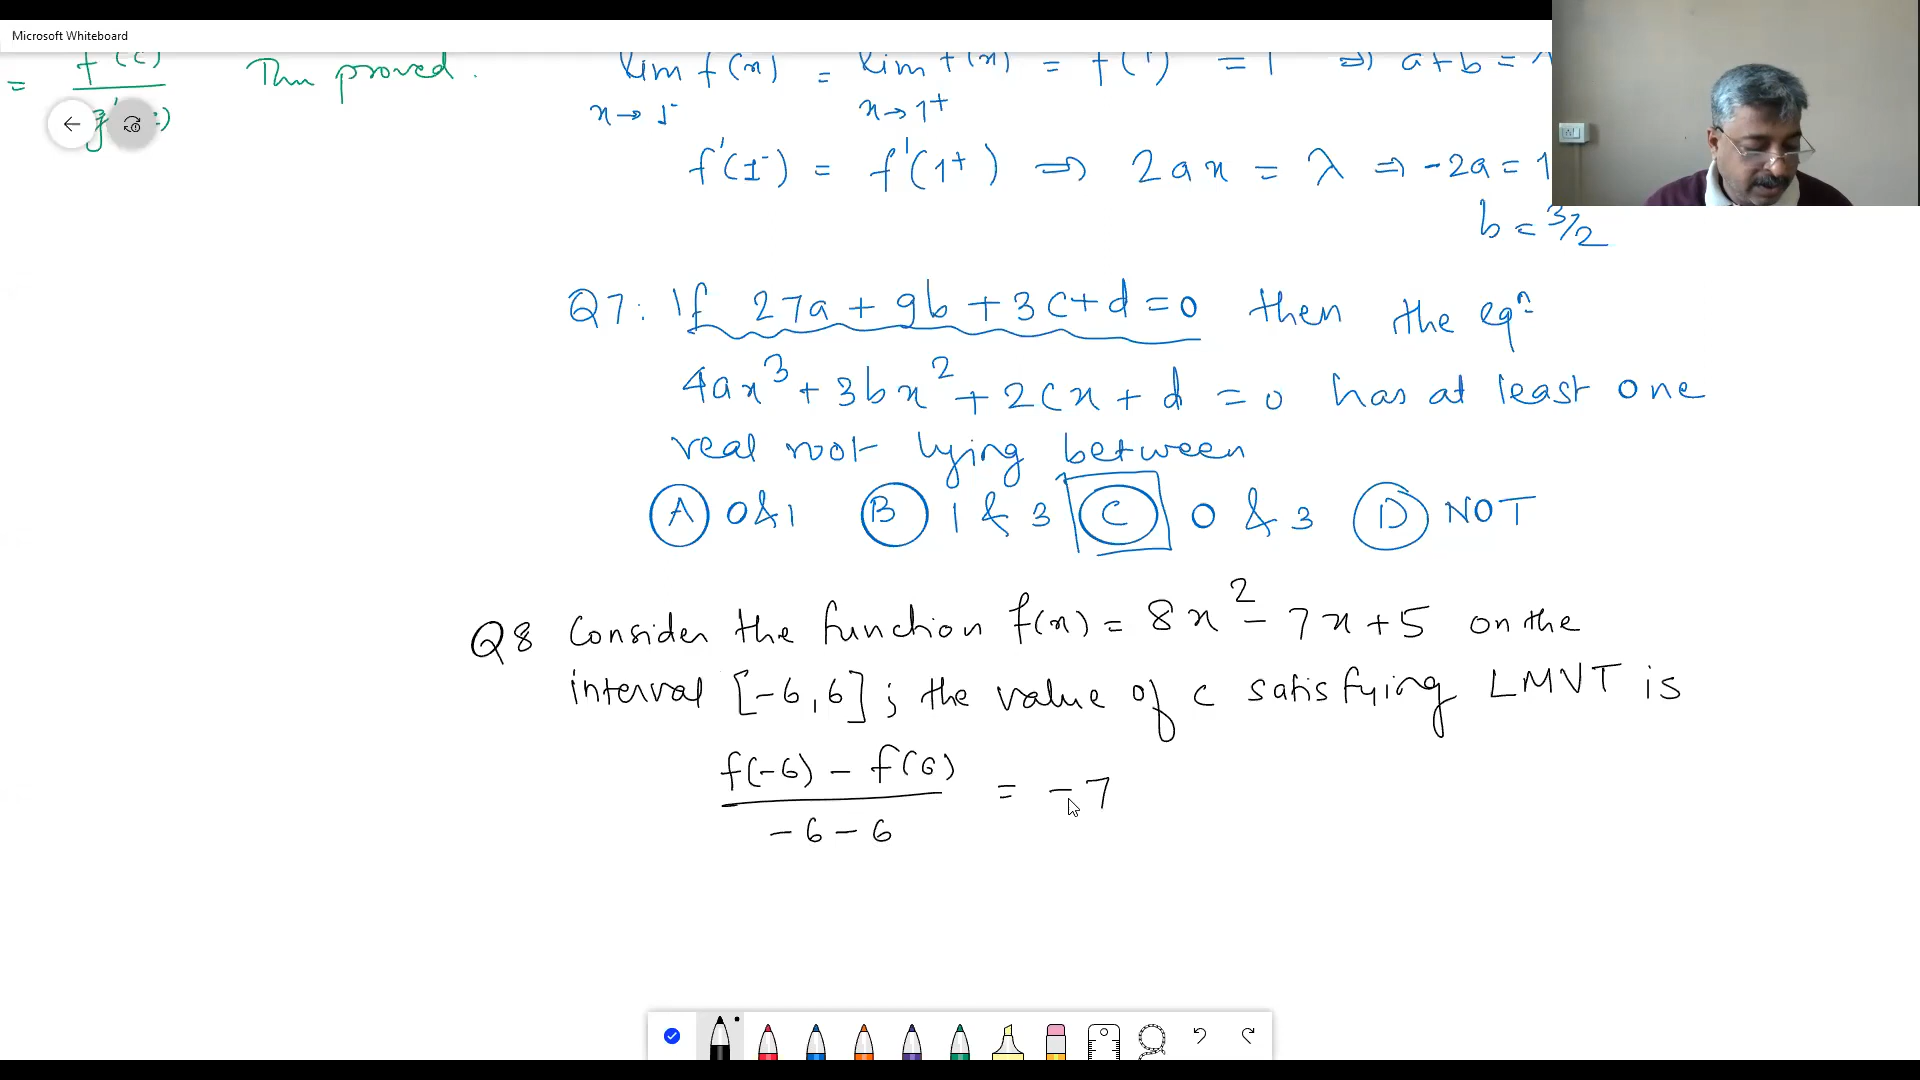 Microsoft Whiteboard
= f'(c) / g'(c) Thm proved.
lim f(x) = lim f(x) = f(1) = 1 ⇒ a+b =
x→1⁻ x→1⁺
f'(1⁻) = f'(1⁺) ⇒ 2ax = λ ⇒ -2a = 1
b = 3/2
Q7: If 27a + 9b + 3c + d = 0 then the eqⁿ
4ax³ + 3bx² + 2cx + d = 0 has at least one
real root lying between
A 0&1 B 1 & 3 C 0 & 3 D NOT
Q8 Consider the function f(x) = 8x² - 7x + 5 on the
interval [-6, 6]; the value of c satisfying LMVT is
f(-6) - f(6) / -6 - 6 = -7